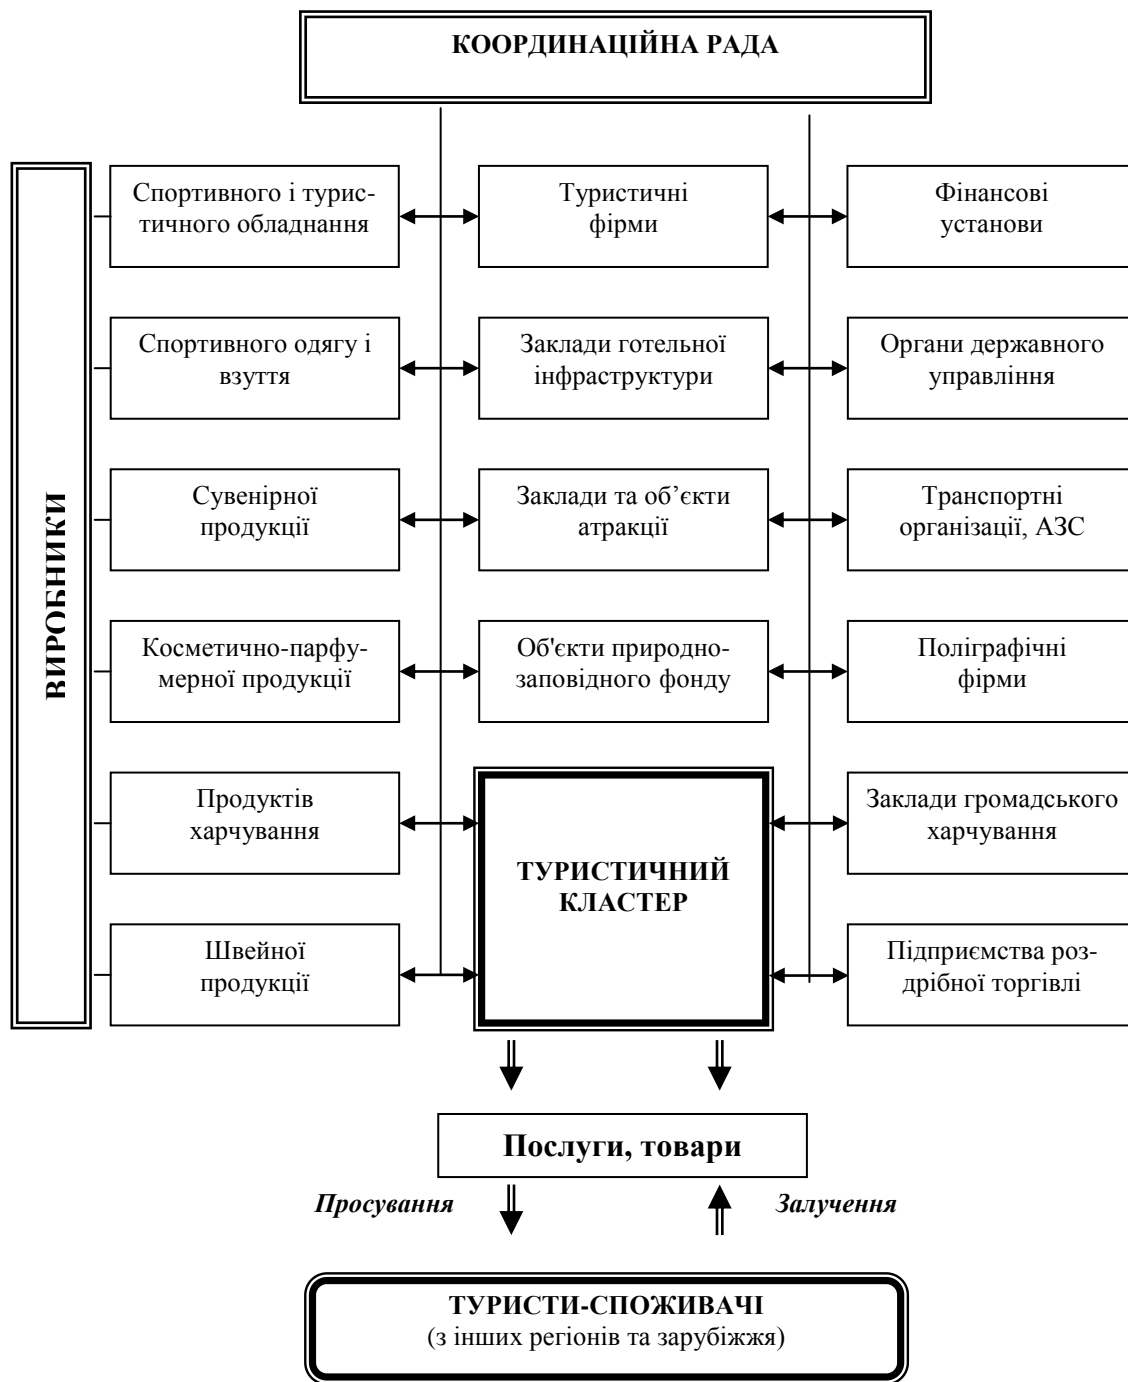 КООРДИНАЦІЙНА РАДА
ВИРОБНИКИ
Спортивного і турис-
тичного обладнання
Туристичні
фірми
Фінансові
установи
Спортивного одягу і
взуття
Заклади готельної
інфраструктури
Органи державного
управління
Сувенірної
продукції
Заклади та об’єкти
атракції
Транспортні
організації, АЗС
Косметично-парфу-
мерної продукції
Об'єкти природно-
заповідного фонду
Поліграфічні
фірми
Продуктів
харчування
ТУРИСТИЧНИЙ
КЛАСТЕР
Заклади громадського
харчування
Швейної
продукції
Підприємства роз-
дрібної торгівлі
Послуги, товари
Просування
Залучення
ТУРИСТИ-СПОЖИВАЧІ
(з інших регіонів та зарубіжжя)